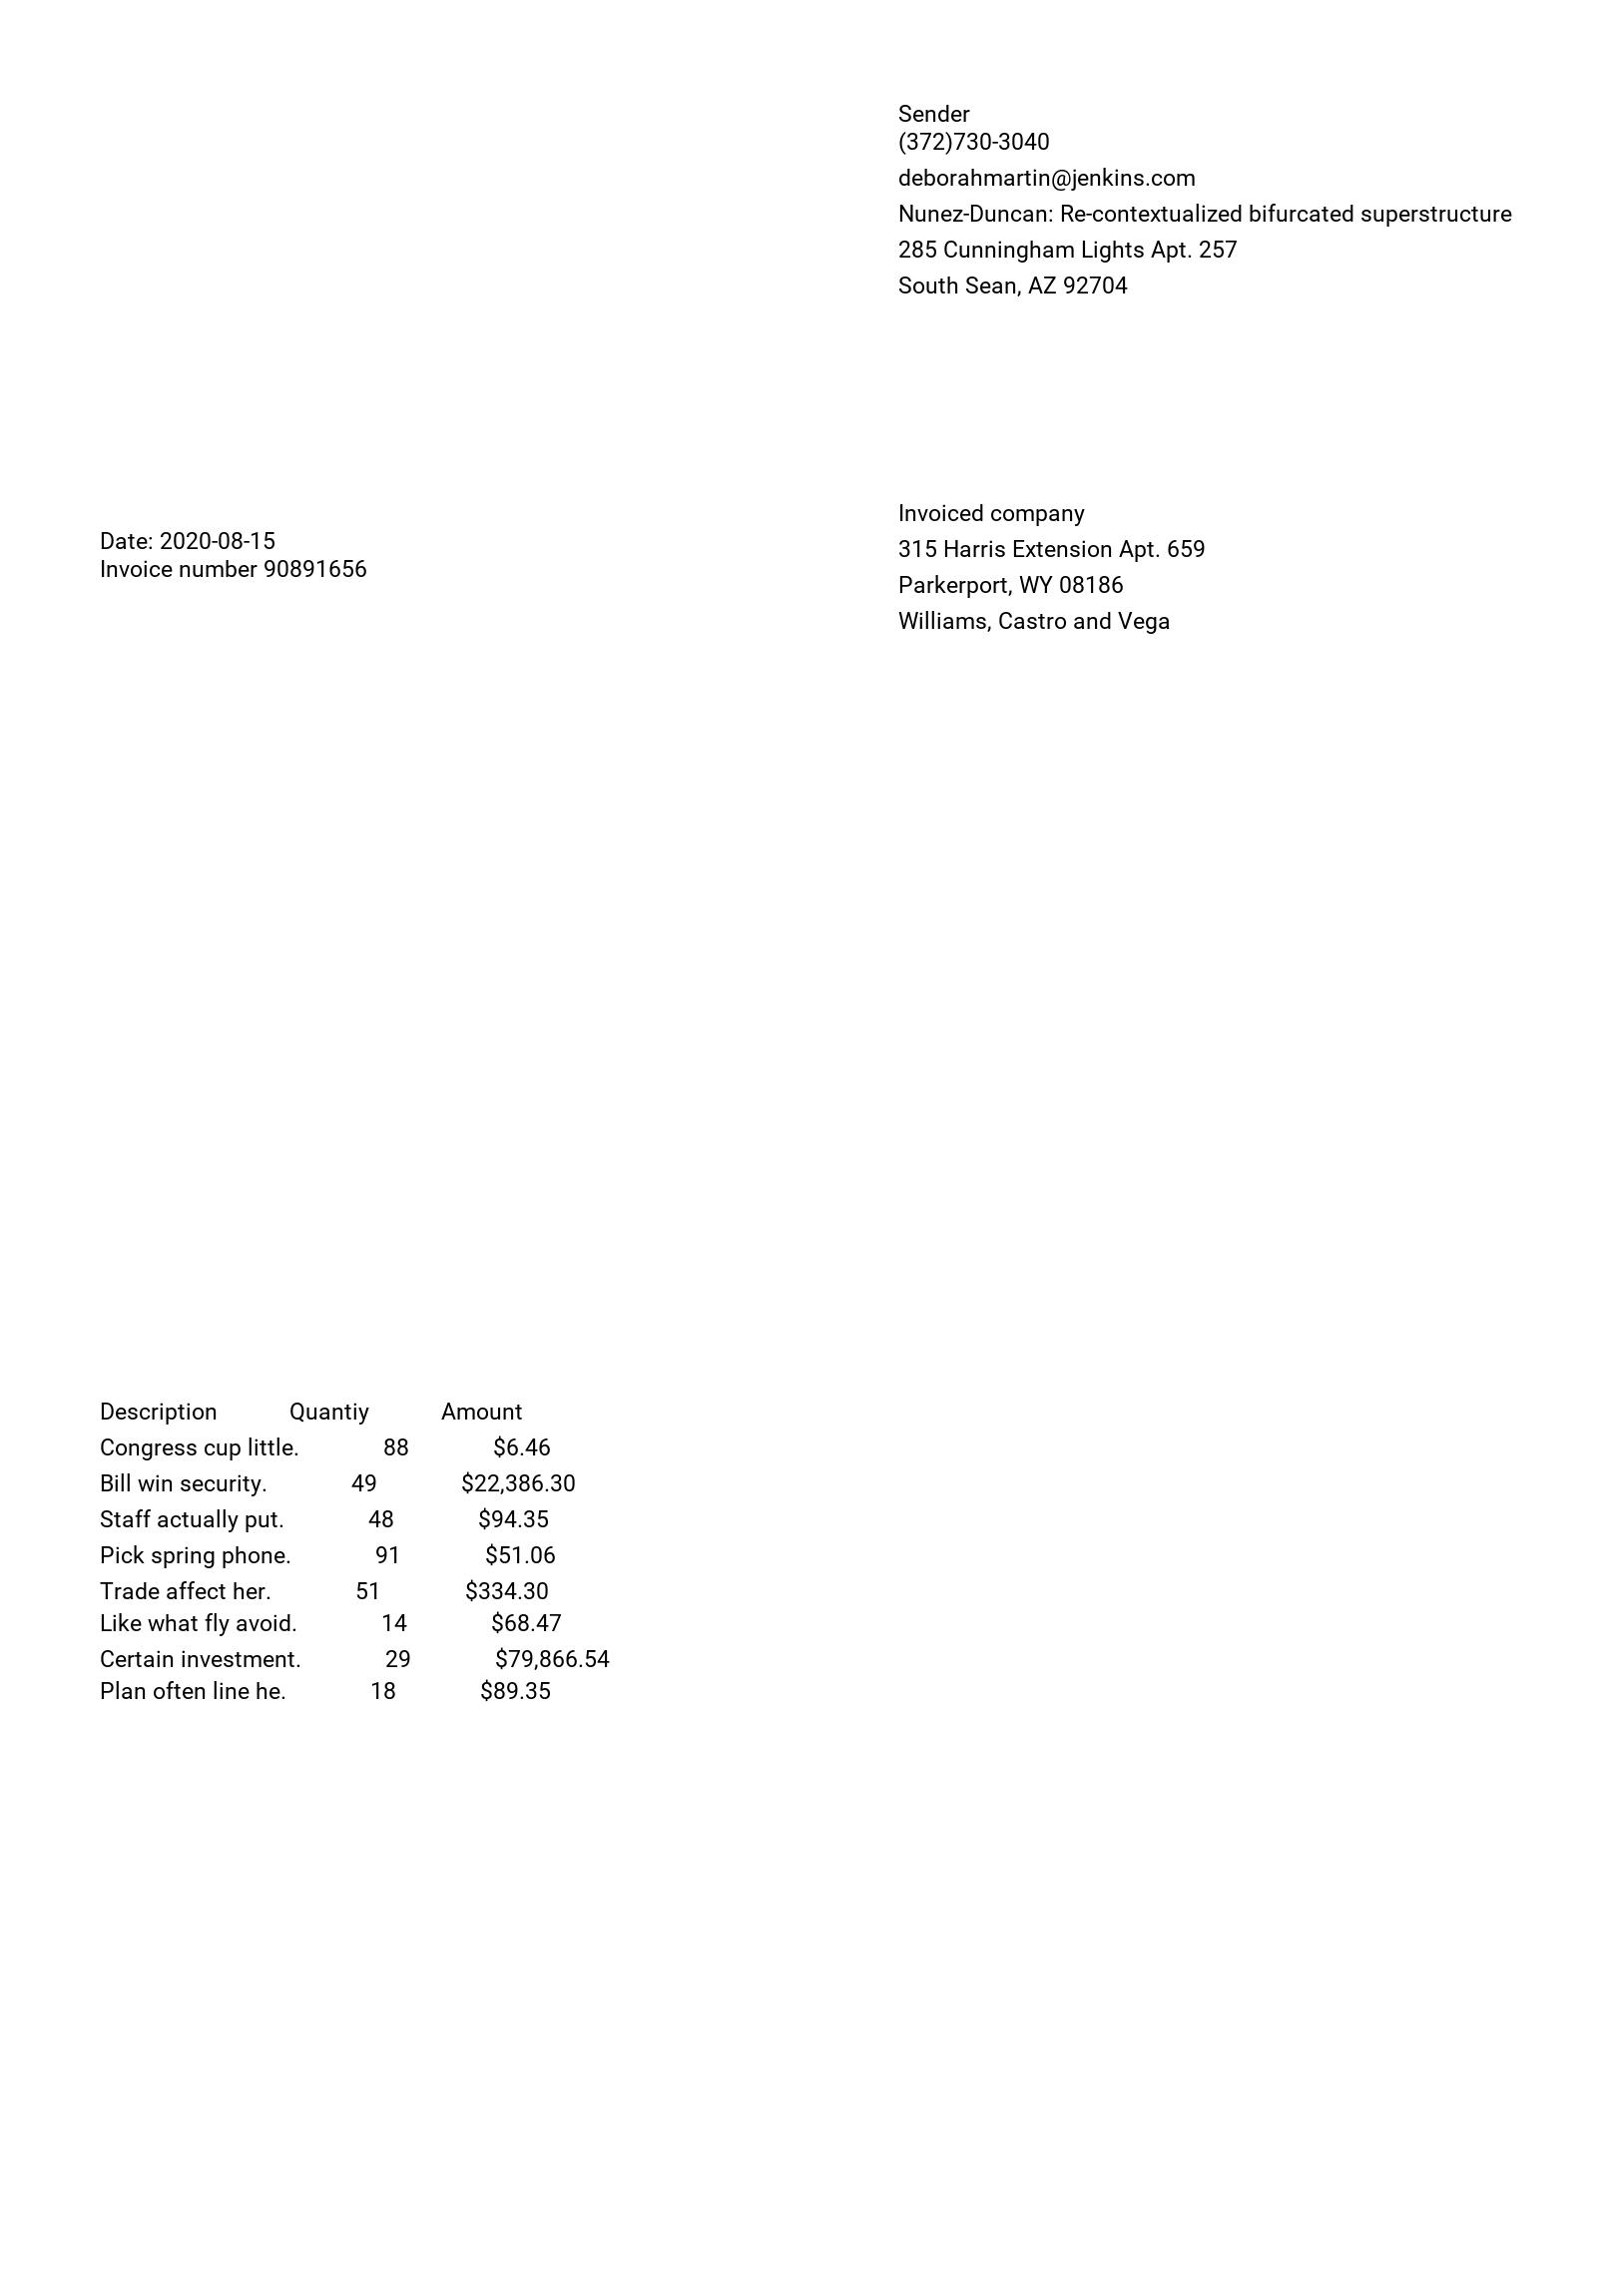 Sender
(372)730-3040
deborahmartin@jenkins.com
Nunez-Duncan: Re-contextualized bifurcated superstructure
285 Cunningham Lights Apt. 257
South Sean, AZ 92704
Invoiced company
315 Harris Extension Apt. 659
Parkerport, WY 08186
Williams, Castro and Vega
Date: 2020-08-15
Invoice number 90891656
Description Quantiy Amount
Congress cup little. 88 $6.46
Bill win security. 49 $22,386.30
Staff actually put. 48 $94.35
Pick spring phone. 91 $51.06
Trade affect her. 51 $334.30
Like what fly avoid. 14 $68.47
Certain investment. 29 $79,866.54
Plan often line he. 18 $89.35